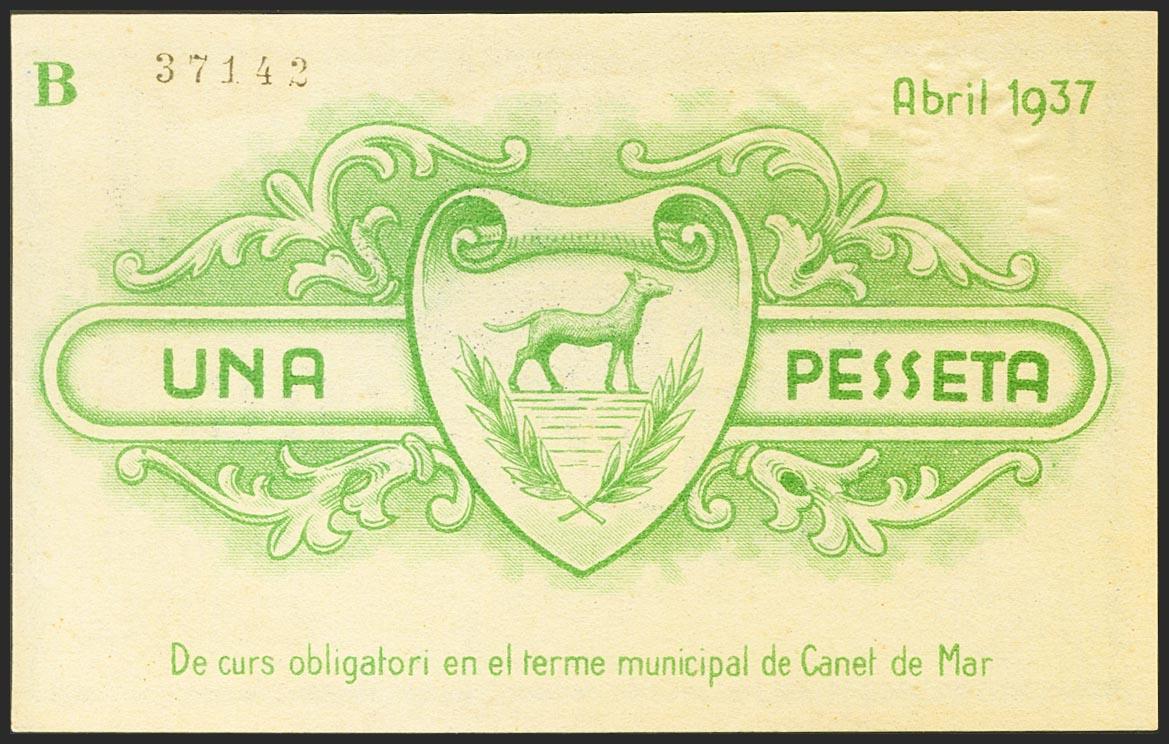 B 37142
Abril 1937
UNA PESSETA
De curs obligatori en el terme municipal de Canet de Mar